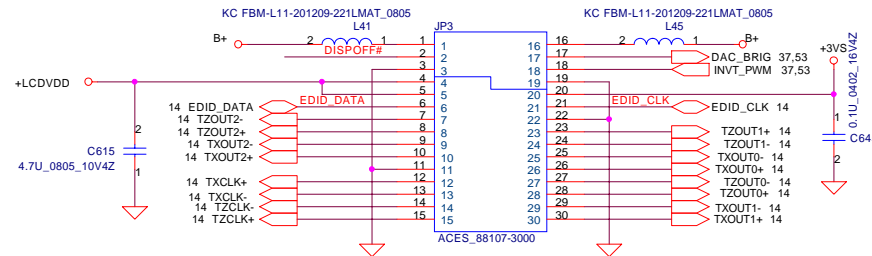 KC FBM-L11-201209-221LMAT_0805 KC FBM-L11-201209-221LMAT_0805
L41 JP3 L45
B+ 2 1 1 1 16 16 2 1 B+
DISPOFF# 2 2 17 17 DAC_BRIG 37,53 +3VS
3 3 18 18 INVT_PWM 37,53
+LCDVDD 4 4 19 19
5 5 20 20
14 EDID_DATA EDID_DATA 6 6 21 21 EDID_CLK EDID_CLK 14
14 TZOUT2- 7 7 22 22
14 TZOUT2+ 8 8 23 23 TZOUT1+ 14
14 TXOUT2- 9 9 24 24 TZOUT1- 14
14 TXOUT2+ 10 10 25 25 TXOUT0- 14
11 11 26 26 TXOUT0+ 14
14 TXCLK+ 12 12 27 27 TZOUT0- 14
14 TXCLK- 13 13 28 28 TZOUT0+ 14
14 TZCLK- 14 14 29 29 TXOUT1- 14
14 TZCLK+ 15 15 30 30 TXOUT1+ 14
ACES_88107-3000
2
C615
4.7U_0805_10V4Z
1
0.1U_0402_16V4Z
1
C64
2